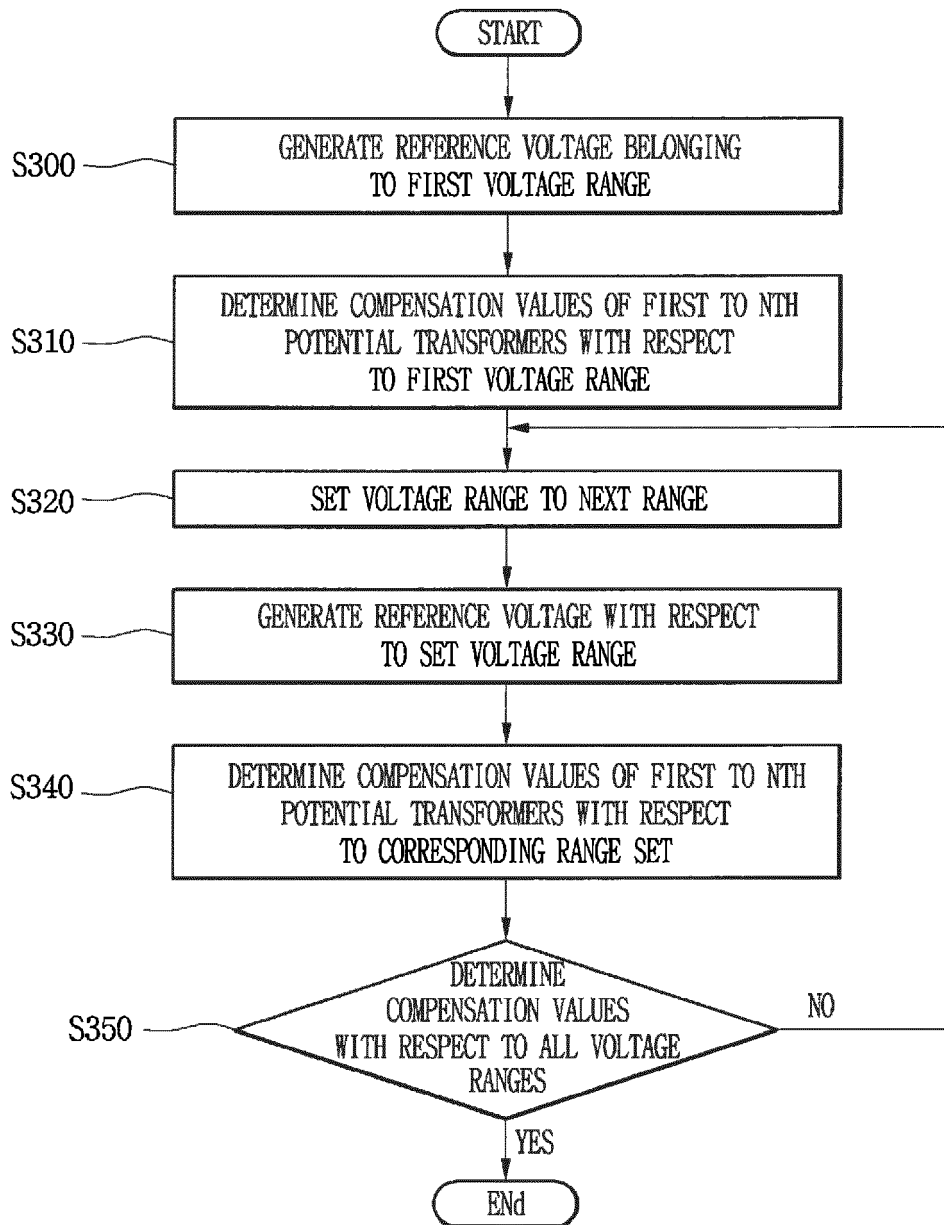 START
S300
GENERATE REFERENCE VOLTAGE BELONGING
TO FIRST VOLTAGE RANGE
S310
DETERMINE COMPENSATION VALUES OF FIRST TO NTH
POTENTIAL TRANSFORMERS WITH RESPECT
TO FIRST VOLTAGE RANGE
S320
SET VOLTAGE RANGE TO NEXT RANGE
S330
GENERATE REFERENCE VOLTAGE WITH RESPECT
TO SET VOLTAGE RANGE
S340
DETERMINE COMPENSATION VALUES OF FIRST TO NTH
POTENTIAL TRANSFORMERS WITH RESPECT
TO CORRESPONDING RANGE SET
S350
DETERMINE
COMPENSATION VALUES
WITH RESPECT TO ALL VOLTAGE
RANGES
NO
YES
ENd